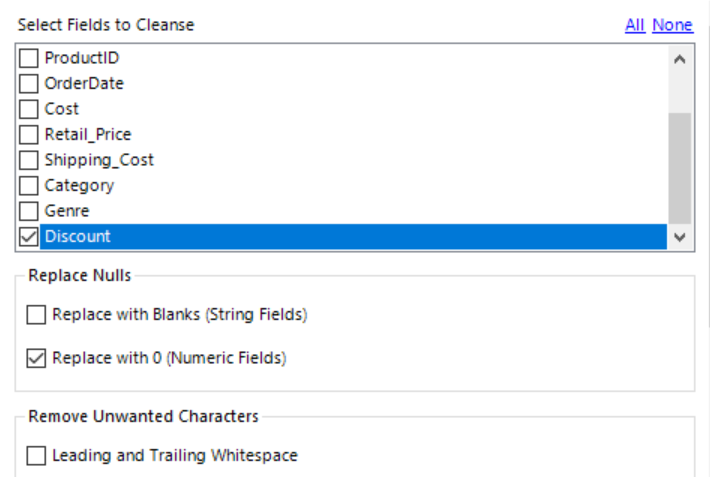 Select Fields to Cleanse All None
ProductID
OrderDate
Cost
Retail_Price
Shipping_Cost
Category
Genre
Discount
Replace Nulls
Replace with Blanks (String Fields)
Replace with 0 (Numeric Fields)
Remove Unwanted Characters
Leading and Trailing Whitespace